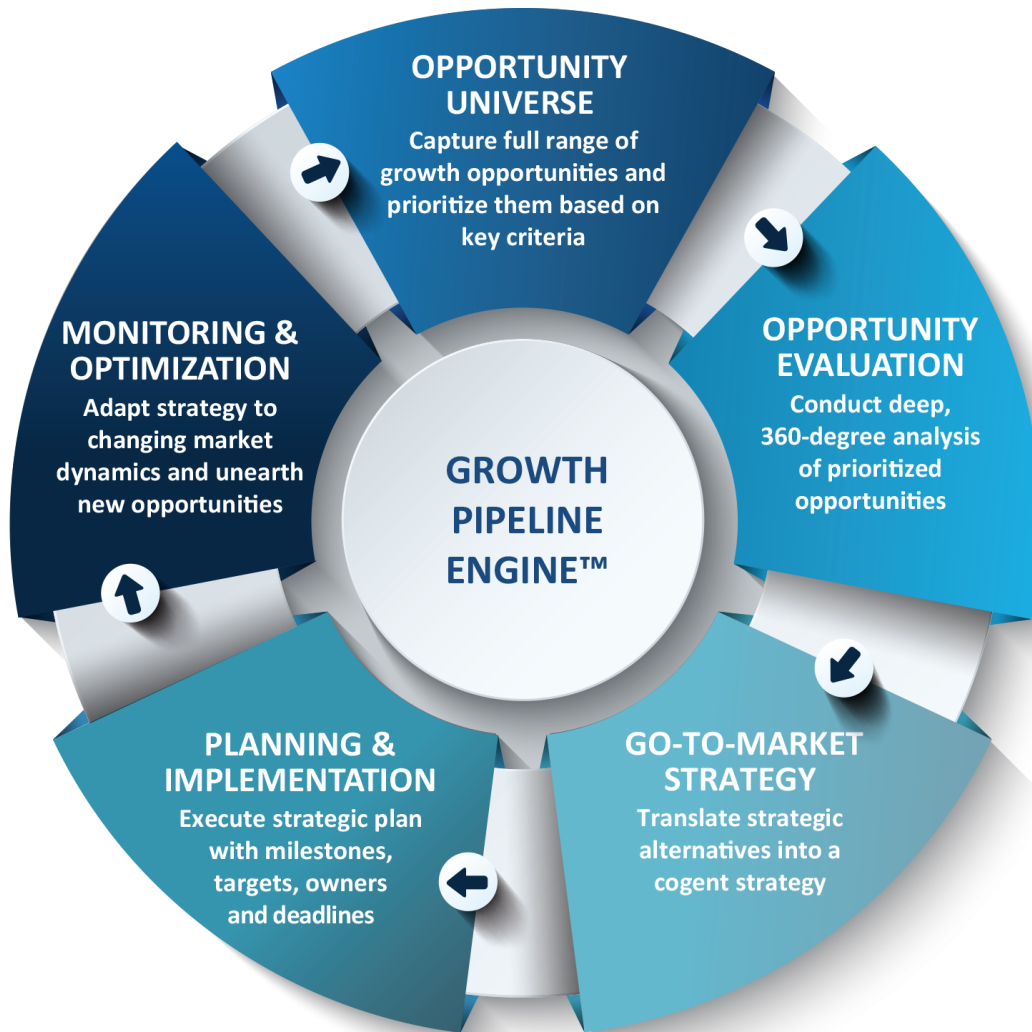 OPPORTUNITY
UNIVERSE
Capture full range of
growth opportunities and
prioritize them based on
key criteria
OPPORTUNITY
EVALUATION
Conduct deep,
360-degree analysis
of prioritized
opportunities
GO-TO-MARKET
STRATEGY
Translate strategic
alternatives into a
cogent strategy
PLANNING &
IMPLEMENTATION
Execute strategic plan
with milestones,
targets, owners
and deadlines
MONITORING &
OPTIMIZATION
Adapt strategy to
changing market
dynamics and unearth
new opportunities
GROWTH
PIPELINE
ENGINE™